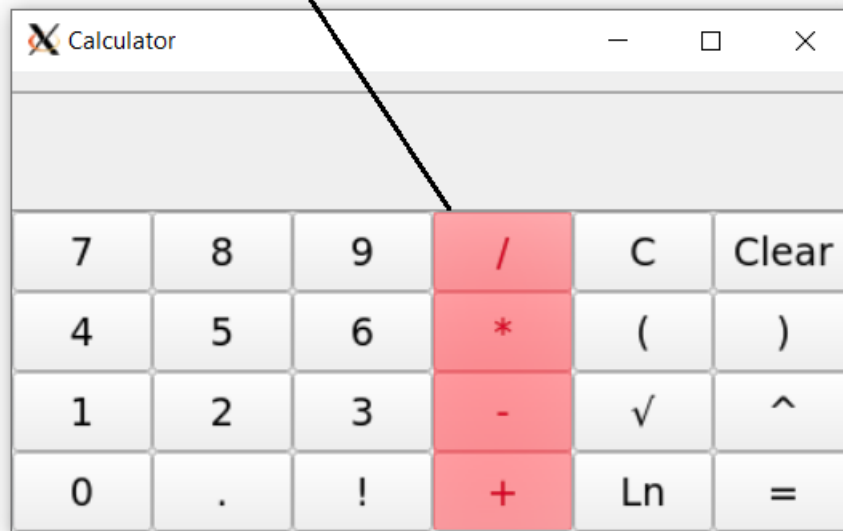 Calculator
7 8 9 / C Clear
4 5 6 * ( )
1 2 3 - √ ^
0 . ! + Ln =